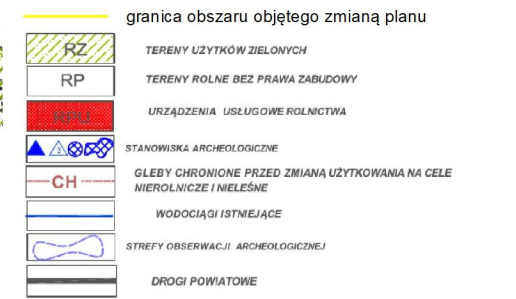 granica obszaru objętego zmianą planu
RZ TERENY UŻYTKÓW ZIELONYCH
RP TERENY ROLNE BEZ PRAWA ZABUDOWY
RPU URZĄDZENIA USŁUGOWE ROLNICTWA
STANOWISKA ARCHEOLOGICZNE
CH GLEBY CHRONIONE PRZED ZMIANĄ UŻYTKOWANIA NA CELE
NIEROLNICZE I NIELEŚNE
WODOCIĄGI ISTNIEJĄCE
STREFY OBSERWACJI ARCHEOLOGICZNEJ
DROGI POWIATOWE